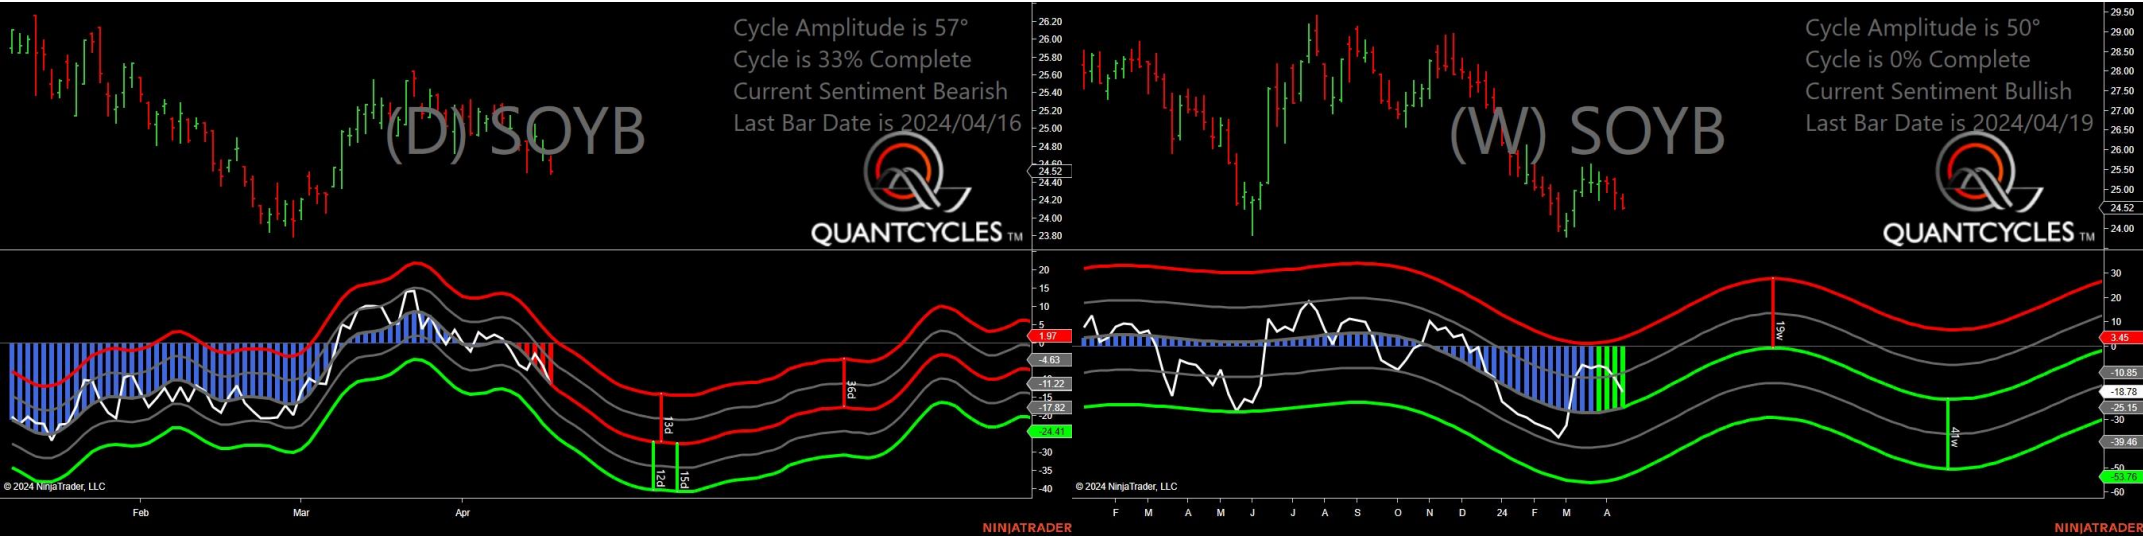 Cycle Amplitude is 57°
Cycle is 33% Complete
Current Sentiment Bearish
Last Bar Date is 2024/04/16
(D) SOYB
QUANTCYCLES TM
26.20
26.00
25.80
25.60
25.40
25.20
25.00
24.80
24.60
24.52
24.40
24.20
24.00
23.80
20
15
10
5
1.97
0
-4.63
-11.22
-15
-17.82
-20
-24.41
-30
-35
-40
13d
12d
15d
36d
© 2024 NinjaTrader, LLC
Feb
Mar
Apr
NINJATRADER
Cycle Amplitude is 50°
Cycle is 0% Complete
Current Sentiment Bullish
Last Bar Date is 2024/04/19
(W) SOYB
QUANTCYCLES TM
29.50
29.00
28.50
28.00
27.50
27.00
26.50
26.00
25.50
25.00
24.52
24.00
30
20
10
3.45
0
-10.85
-18.78
-25.15
-30
-39.46
-50
-53.76
-60
19w
41w
© 2024 NinjaTrader, LLC
F M A M J J A S O N D 24 F M A
NINJATRADER